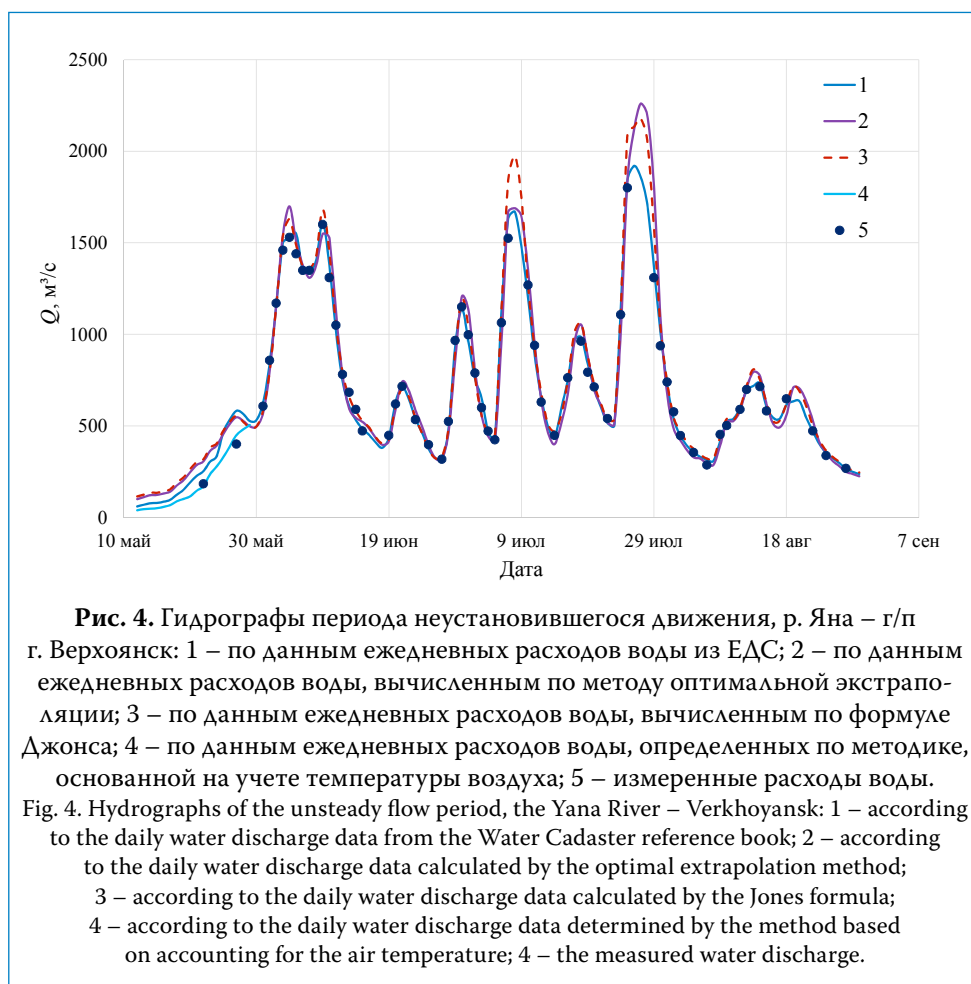 2500
2000
1500
1000
500
0
Q, м³/с
1
2
3
4
5
10 май 30 май 19 июн 9 июл 29 июл 18 авг 7 сен
Дата
Рис. 4. Гидрографы периода неустановившегося движения, р. Яна – г/п
г. Верхоянск: 1 – по данным ежедневных расходов воды из ЕДС; 2 – по данным
ежедневных расходов воды, вычисленным по методу оптимальной экстрапо-
ляции; 3 – по данным ежедневных расходов воды, вычисленным по формуле
Джонса; 4 – по данным ежедневных расходов воды, определенных по методике,
основанной на учете температуры воздуха; 5 – измеренные расходы воды.
Fig. 4. Hydrographs of the unsteady flow period, the Yana River – Verkhoyansk: 1 – according
to the daily water discharge data from the Water Cadaster reference book; 2 – according
to the daily water discharge data calculated by the optimal extrapolation method;
3 – according to the daily water discharge data calculated by the Jones formula;
4 – according to the daily water discharge data determined by the method based
on accounting for the air temperature; 4 – the measured water discharge.